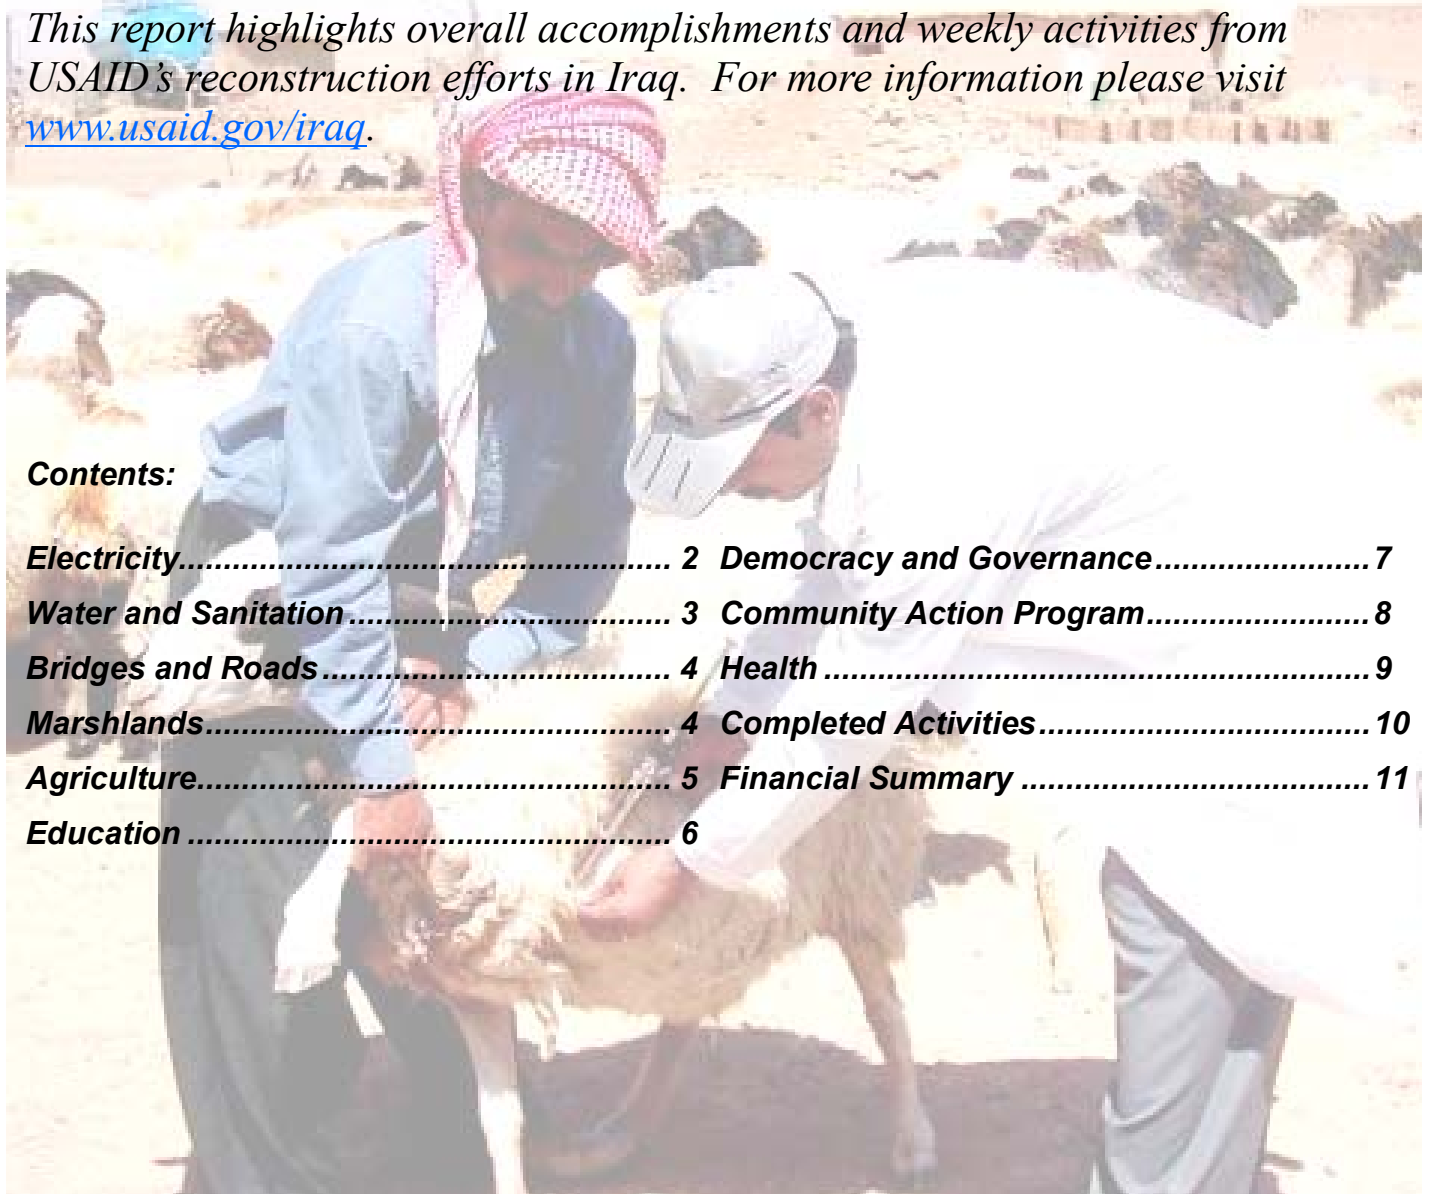 This report highlights overall accomplishments and weekly activities from
USAID’s reconstruction efforts in Iraq.  For more information please visit
www.usaid.gov/iraq.
Contents:
Electricity....................................................... 2
Water and Sanitation.................................... 3
Bridges and Roads....................................... 4
Marshlands.................................................... 4
Agriculture..................................................... 5
Education ...................................................... 6
Democracy and Governance........................ 7
Community Action Program......................... 8
Health ............................................................. 9
Completed Activities..................................... 10
Financial Summary ....................................... 11